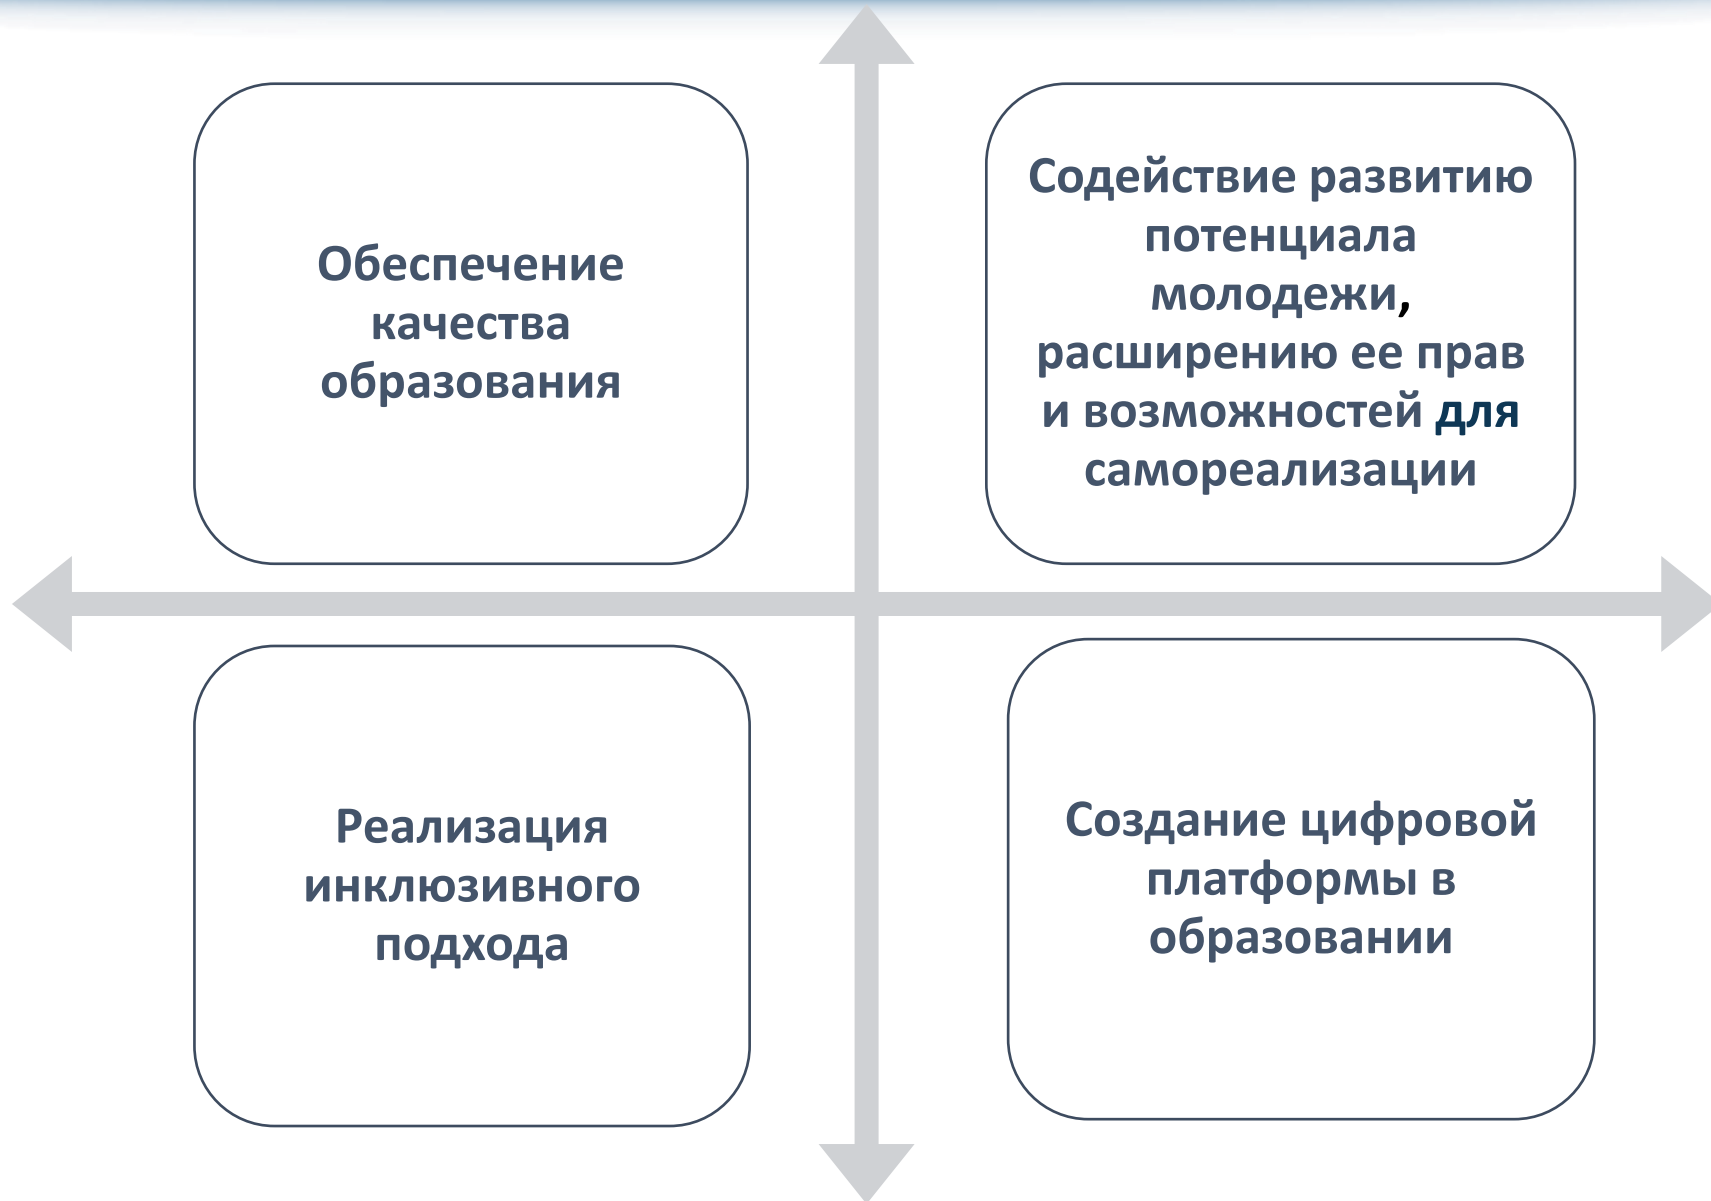 Обеспечение
качества
образования
Содействие развитию
потенциала
молодежи,
расширению ее прав
и возможностей для
самореализации
Реализация
инклюзивного
подхода
Создание цифровой
платформы в
образовании